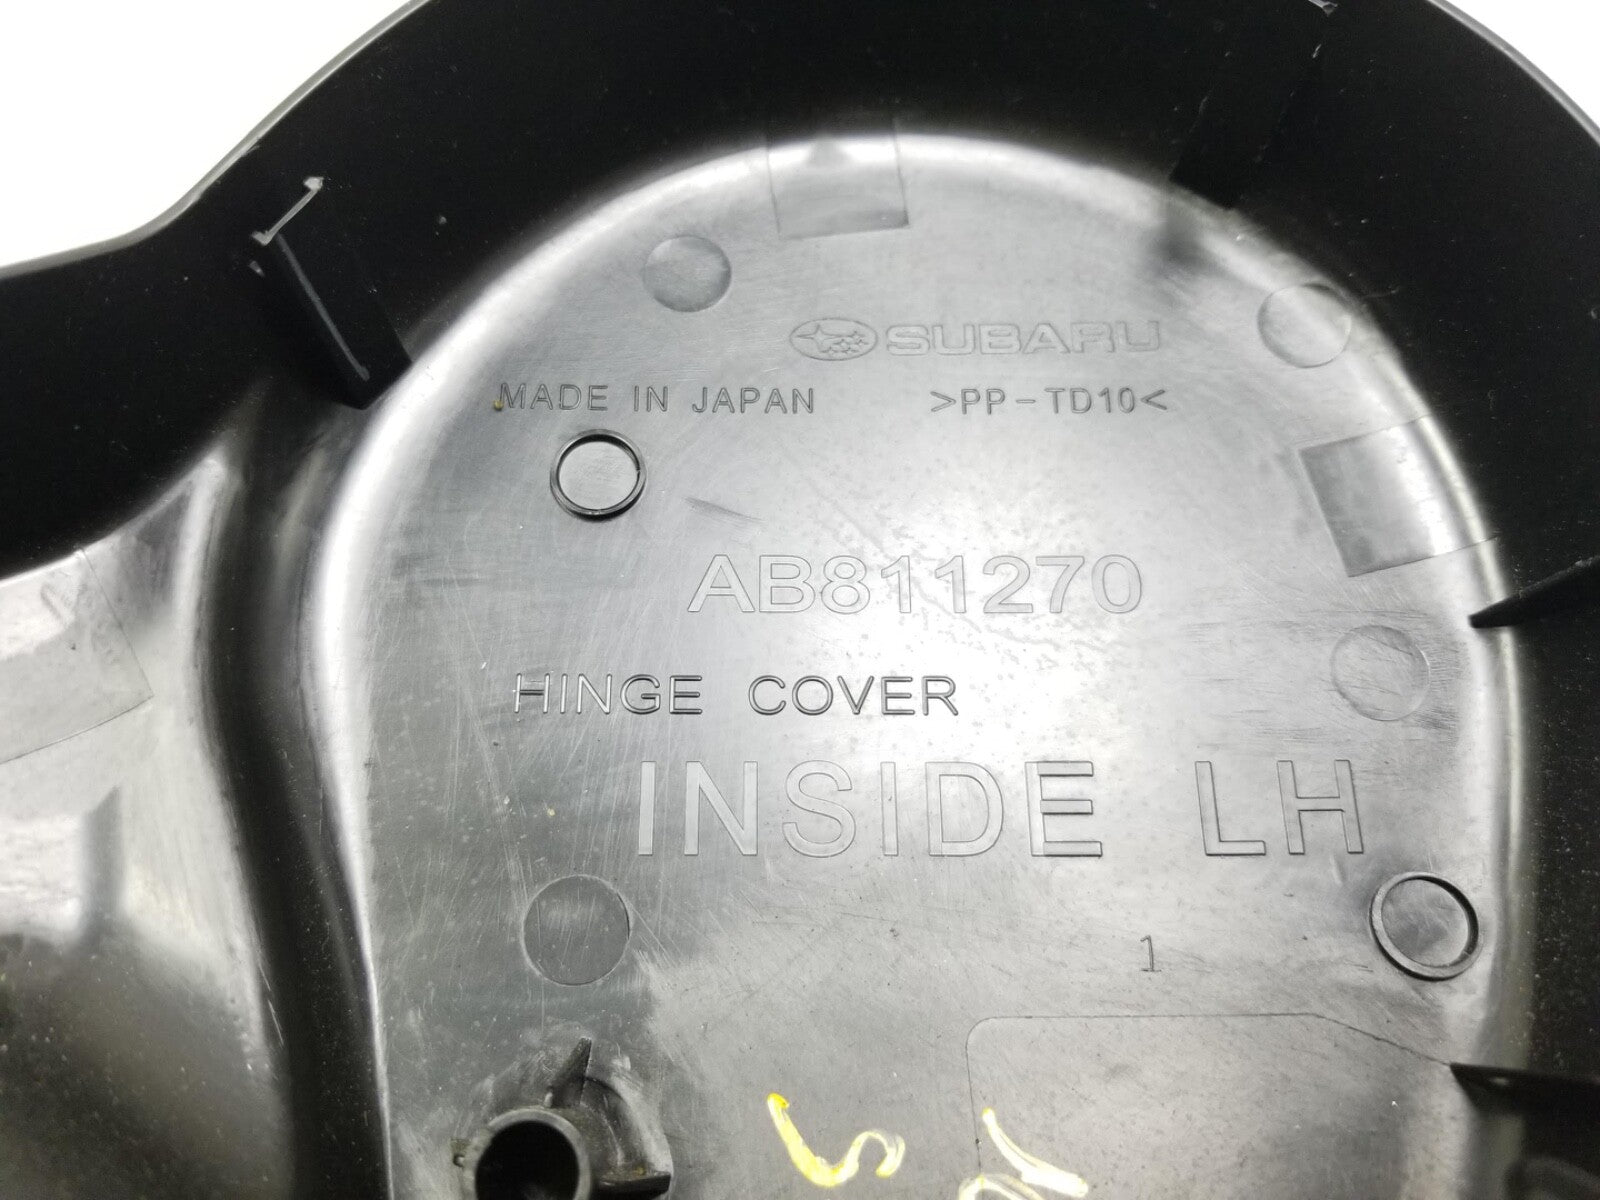 SUBARU
MADE IN JAPAN >PP-TD10<
AB811270
HINGE COVER
INSIDE LH
1